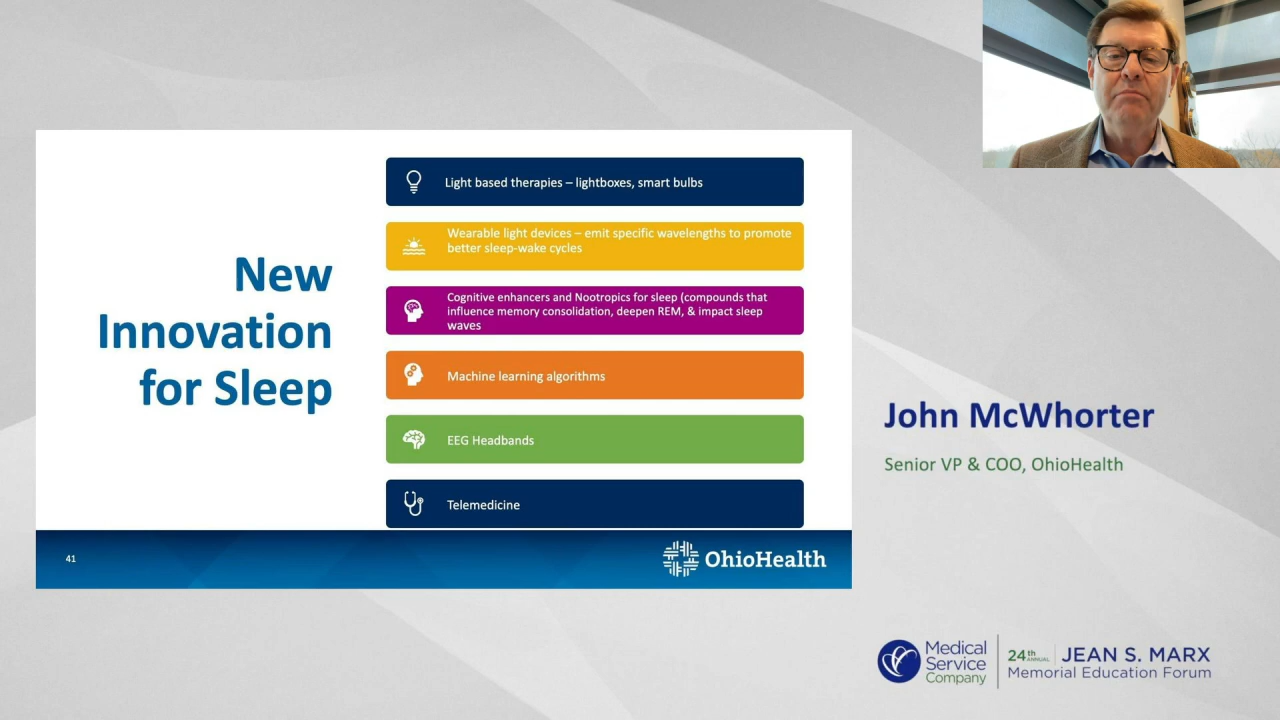 New
Innovation
for Sleep
Light based therapies – lightboxes, smart bulbs
Wearable light devices – emit specific wavelengths to promote
better sleep-wake cycles
Cognitive enhancers and Nootropics for sleep (compounds that
influence memory consolidation, deepen REM, & impact sleep
waves
Machine learning algorithms
EEG Headbands
Telemedicine
41
OhioHealth
John McWhorter
Senior VP & COO, OhioHealth
Medical
Service
Company
24th ANNUAL JEAN S. MARX
Memorial Education Forum